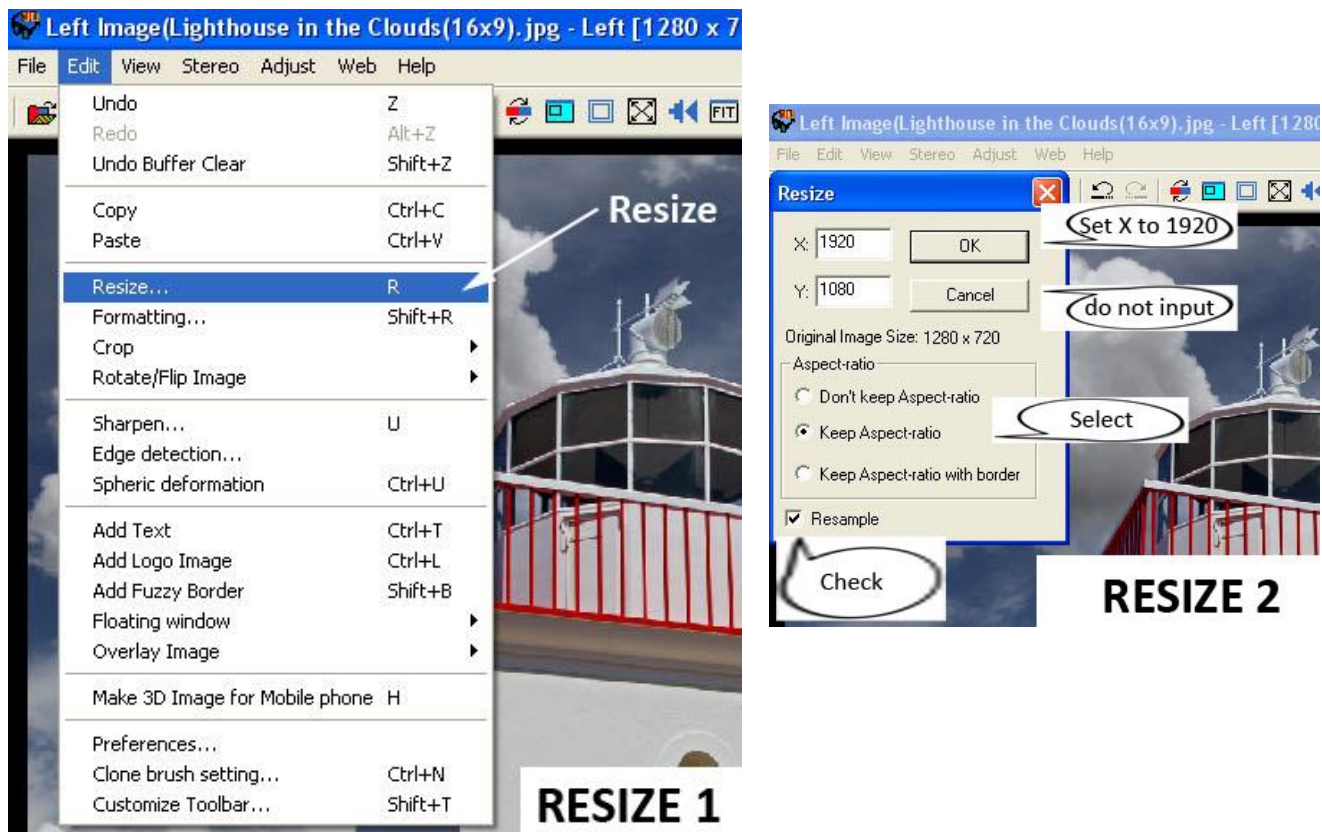 Left Image(Lighthouse in the Clouds(16x9).jpg - Left [1280 x 7
File Edit View Stereo Adjust Web Help
FIT
Undo Z
Redo Alt+Z
Undo Buffer Clear Shift+Z
Copy Ctrl+C
Paste Ctrl+V
Resize... R
Formatting... Shift+R
Crop
Rotate/Flip Image
Sharpen... U
Edge detection...
Spheric deformation Ctrl+U
Add Text Ctrl+T
Add Logo Image Ctrl+L
Add Fuzzy Border Shift+B
Floating window
Overlay Image
Make 3D Image for Mobile phone H
Preferences...
Clone brush setting... Ctrl+N
Customize Toolbar... Shift+T
Resize
RESIZE 1
Left Image(Lighthouse in the Clouds(16x9).jpg - Left [1280
File Edit View Stereo Adjust Web Help
Resize
X: 1920 OK
Set X to 1920
Y: 1080 Cancel
do not input
Original Image Size: 1280 x 720
Aspect-ratio
Don't keep Aspect-ratio
Select
Keep Aspect-ratio
Keep Aspect-ratio with border
Resample
Check
RESIZE 2